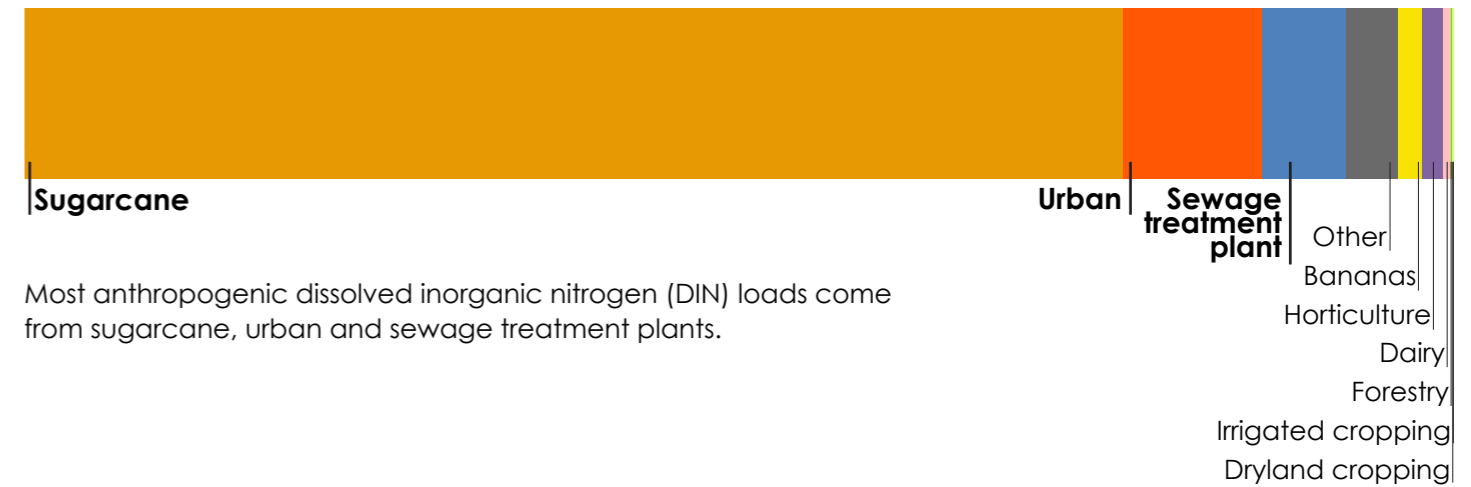 Sugarcane
Urban
Sewage
treatment
plant
Other
Bananas
Horticulture
Dairy
Forestry
Irrigated cropping
Dryland cropping
Most anthropogenic dissolved inorganic nitrogen (DIN) loads come
from sugarcane, urban and sewage treatment plants.